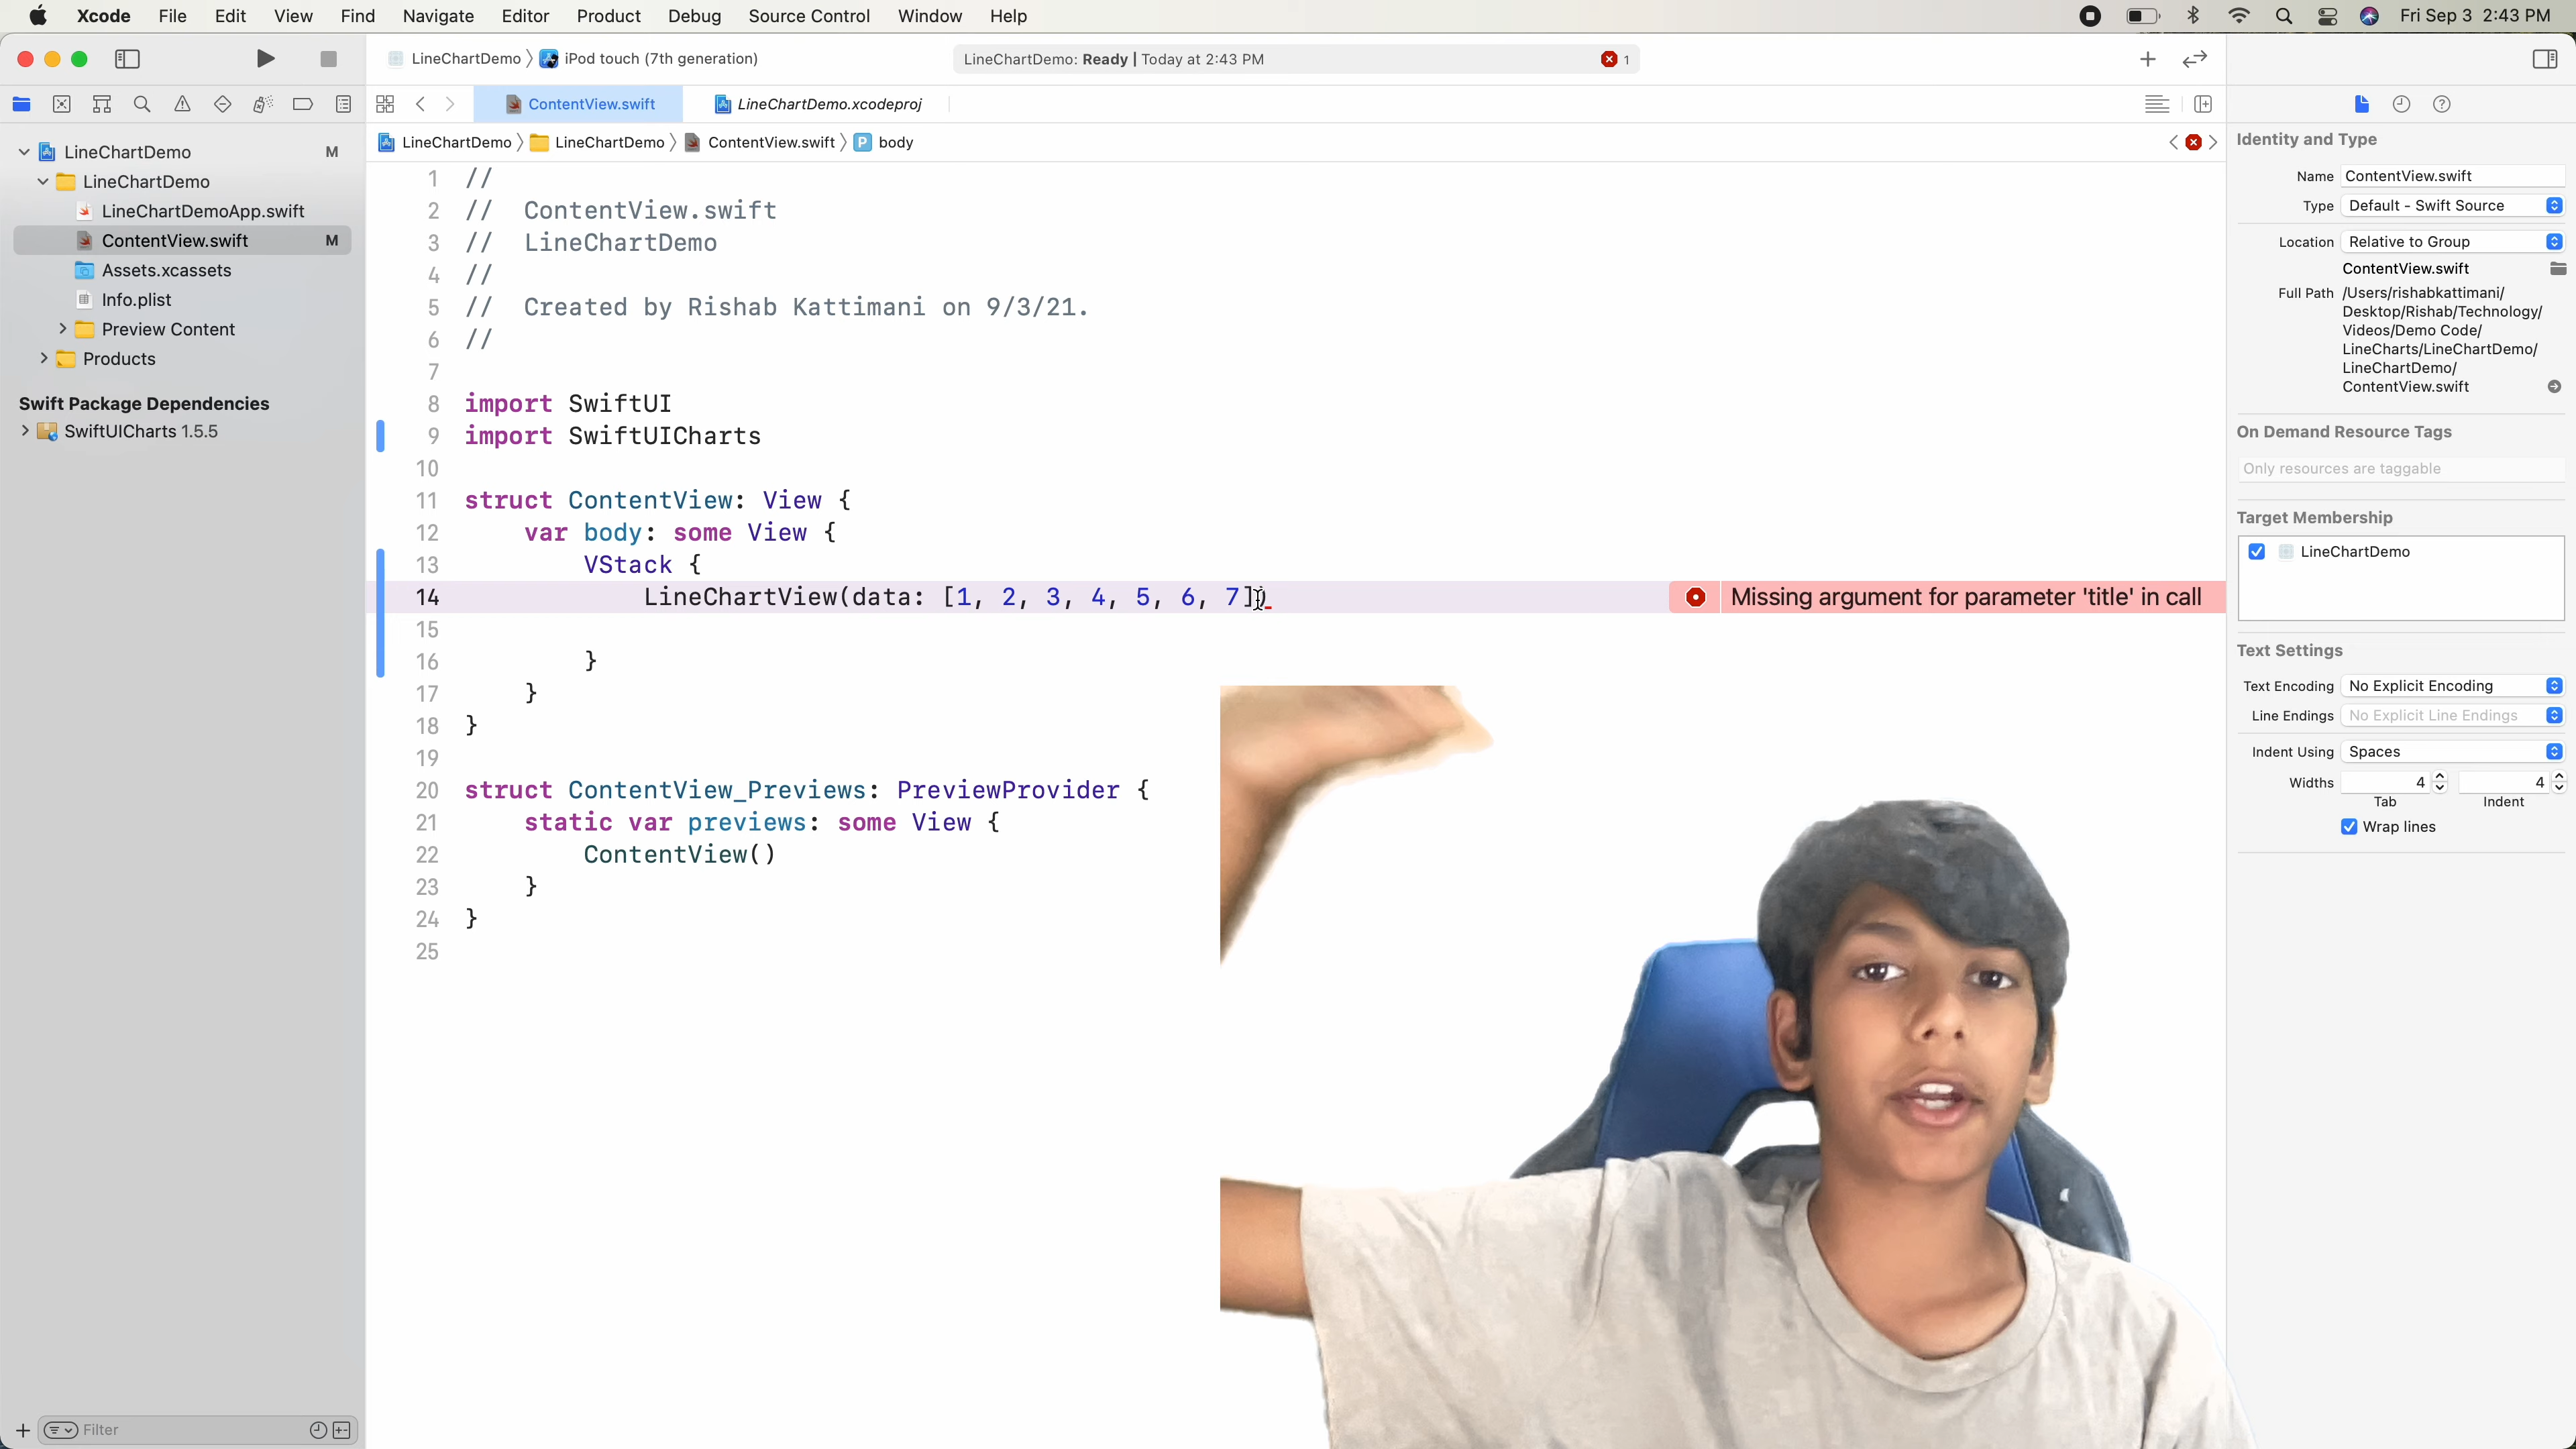 Xcode File Edit View Find Navigate Editor Product Debug Source Control Window Help Fri Sep 3 2:43 PM
LineChartDemo iPod touch (7th generation) LineChartDemo: Ready | Today at 2:43 PM 1
ContentView.swift LineChartDemo.xcodeproj
LineChartDemo LineChartDemo ContentView.swift P body
LineChartDemo M
LineChartDemo
LineChartDemoApp.swift
ContentView.swift M
Assets.xcassets
Info.plist
Preview Content
Products
Swift Package Dependencies
SwiftUICharts 1.5.5
Filter
1 //
2 // ContentView.swift
3 // LineChartDemo
4 //
5 // Created by Rishab Kattimani on 9/3/21.
6 //
7
8 import SwiftUI
9 import SwiftUICharts
10
11 struct ContentView: View {
12 var body: some View {
13 VStack {
14 LineChartView(data: [1, 2, 3, 4, 5, 6, 7]) Missing argument for parameter 'title' in call
15
16 }
17 }
18 }
19
20 struct ContentView_Previews: PreviewProvider {
21 static var previews: some View {
22 ContentView()
23 }
24 }
25
Identity and Type
Name ContentView.swift
Type Default - Swift Source
Location Relative to Group
ContentView.swift
Full Path /Users/rishabkattimani/
Desktop/Rishab/Technology/
Videos/Demo Code/
LineCharts/LineChartDemo/
LineChartDemo/
ContentView.swift
On Demand Resource Tags
Only resources are taggable
Target Membership
LineChartDemo
Text Settings
Text Encoding No Explicit Encoding
Line Endings No Explicit Line Endings
Indent Using Spaces
Widths 4 4
Tab Indent
Wrap lines